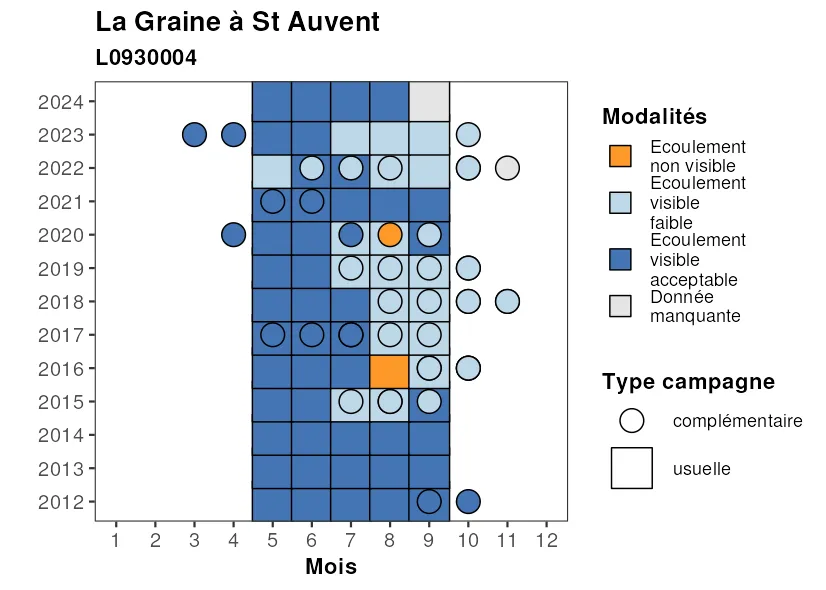 La Graine à St Auvent
L0930004
2024
2023
2022
2021
2020
2019
2018
2017
2016
2015
2014
2013
2012
1 2 3 4 5 6 7 8 9 10 11 12
Mois
Modalités
Ecoulement
non visible
Ecoulement
visible
faible
Ecoulement
visible
acceptable
Donnée
manquante
Type campagne
complémentaire
usuelle